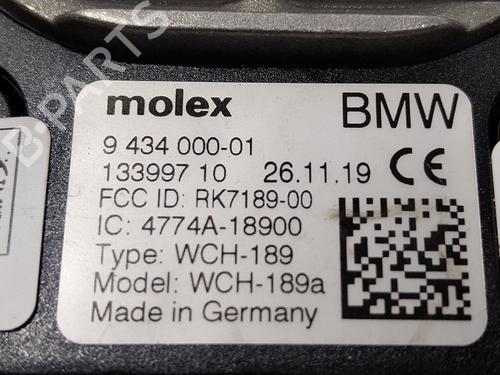 B-PARTS
molex BMW
9 434 000-01
133997 10 26.11.19 CE
FCC ID: RK7189-00
IC: 4774A-18900
Type: WCH-189
Model: WCH-189a
Made in Germany